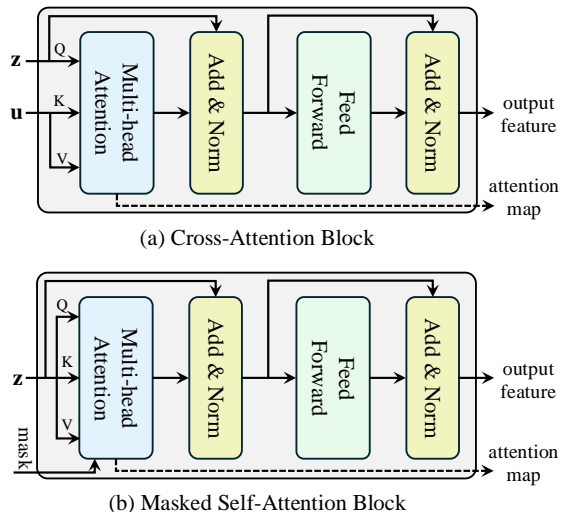 z
Q
u
K
V
Multi-head
Attention
Add & Norm
Feed
Forward
Add & Norm
output
feature
attention
map
(a) Cross-Attention Block
z
Q
K
V
mask
Multi-head
Attention
Add & Norm
Feed
Forward
Add & Norm
output
feature
attention
map
(b) Masked Self-Attention Block